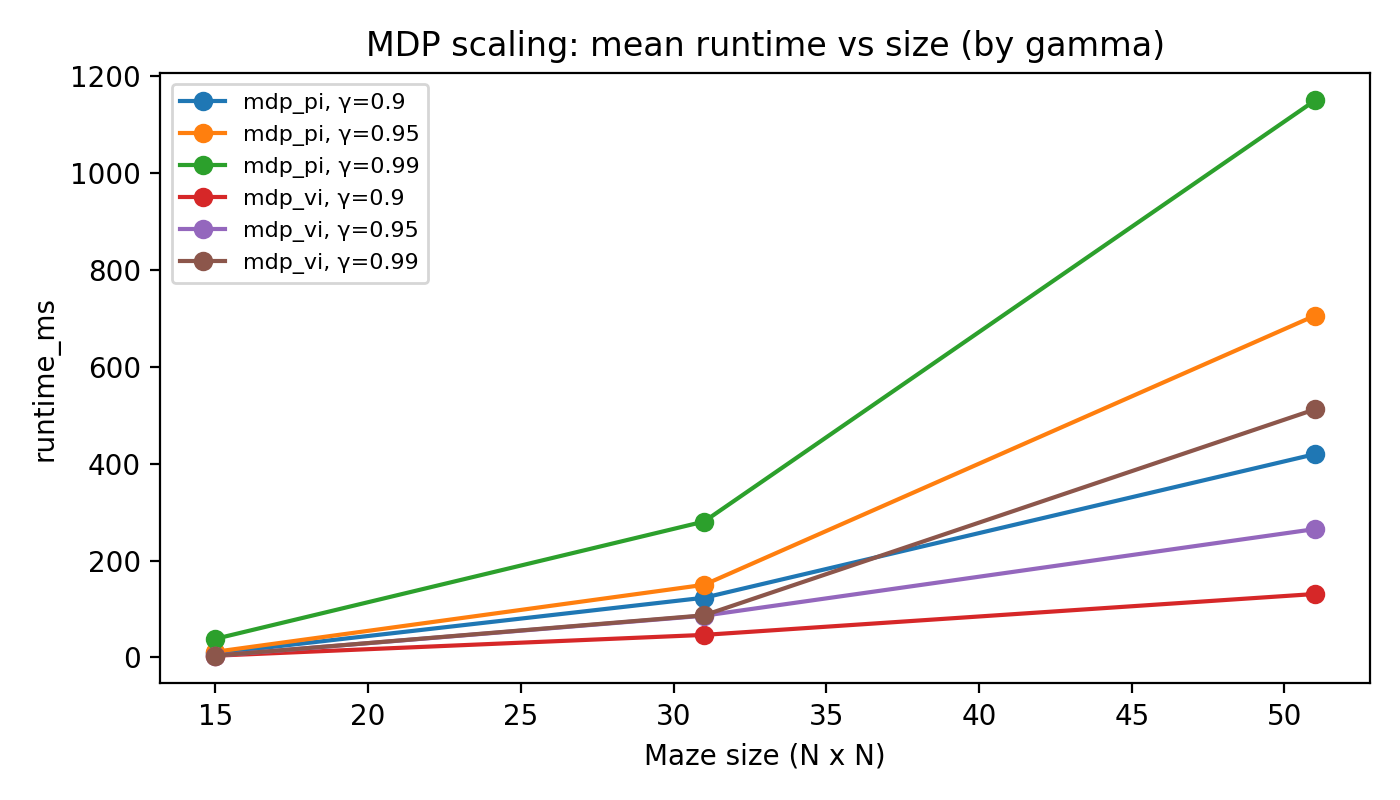 MDP scaling: mean runtime vs size (by gamma)
1200
1000
800
600
400
200
0
runtime_ms
mdp_pi, γ=0.9
mdp_pi, γ=0.95
mdp_pi, γ=0.99
mdp_vi, γ=0.9
mdp_vi, γ=0.95
mdp_vi, γ=0.99
15 20 25 30 35 40 45 50
Maze size (N x N)